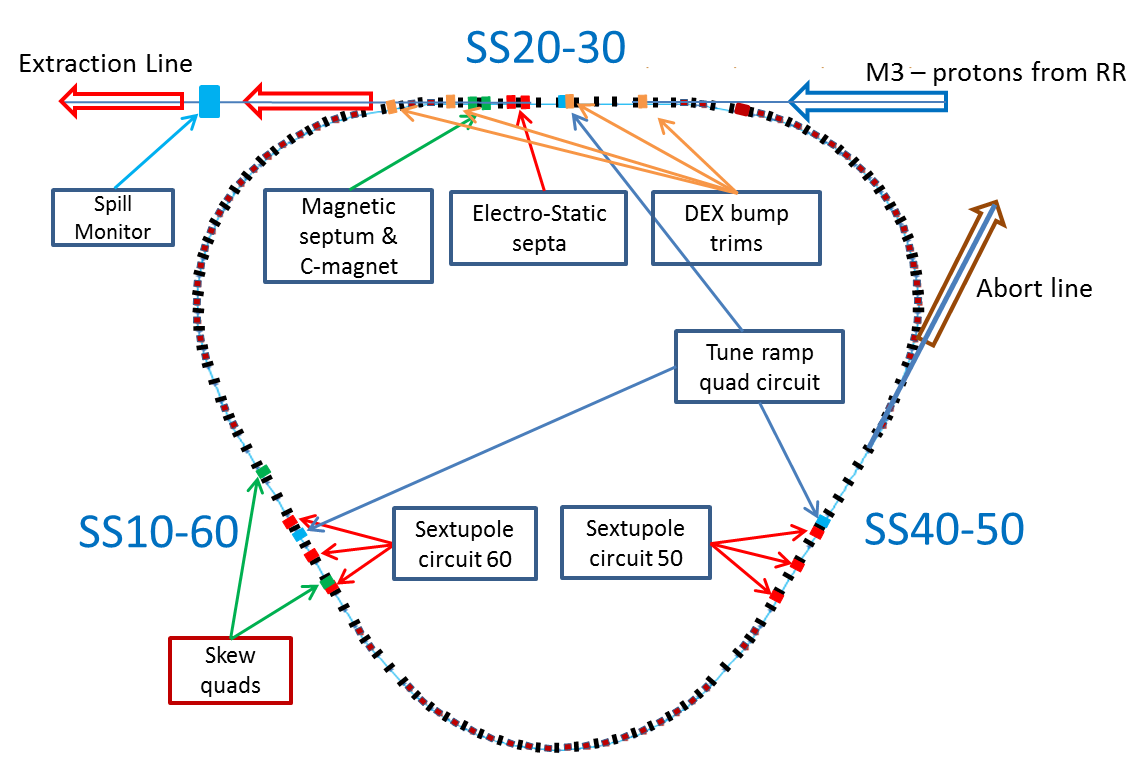 SS20-30
Extraction Line
M3 – protons from RR
Spill
Monitor
Magnetic
septum &
C-magnet
Electro-Static
septa
DEX bump
trims
Abort line
Tune ramp
quad circuit
SS10-60
Sextupole
circuit 60
Sextupole
circuit 50
SS40-50
Skew
quads